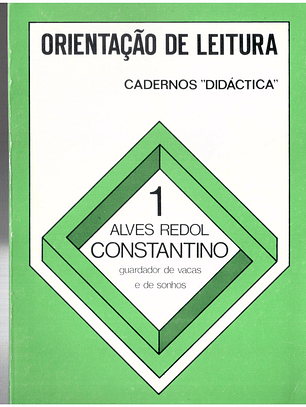 ORIENTAÇÃO DE LEITURA
CADERNOS "DIDÁCTICA"
1
ALVES REDOL
CONSTANTINO
guardador de vacas
e de sonhos